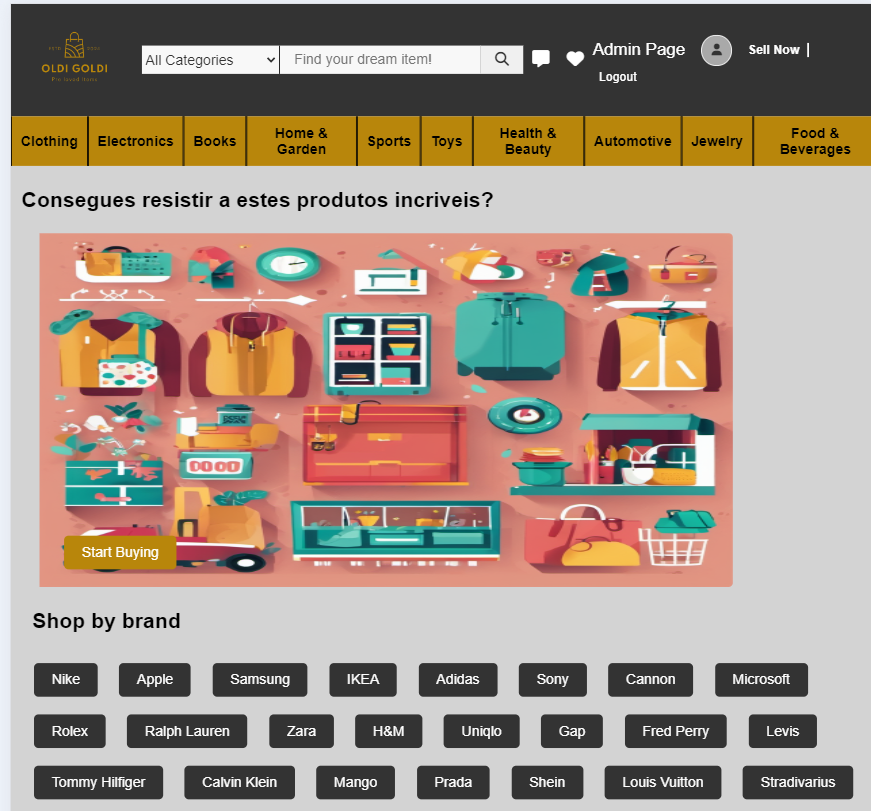 OLDI GOLDI
All Categories
Find your dream item!
Admin Page
Sell Now |
Logout
Clothing
Electronics
Books
Home &
Garden
Sports
Toys
Health &
Beauty
Automotive
Jewelry
Food &
Beverages
Consegues resistir a estes produtos incriveis?
Start Buying
Shop by brand
Nike
Apple
Samsung
IKEA
Adidas
Sony
Cannon
Microsoft
Rolex
Ralph Lauren
Zara
H&M
Uniqlo
Gap
Fred Perry
Levis
Tommy Hilfiger
Calvin Klein
Mango
Prada
Shein
Louis Vuitton
Stradivarius